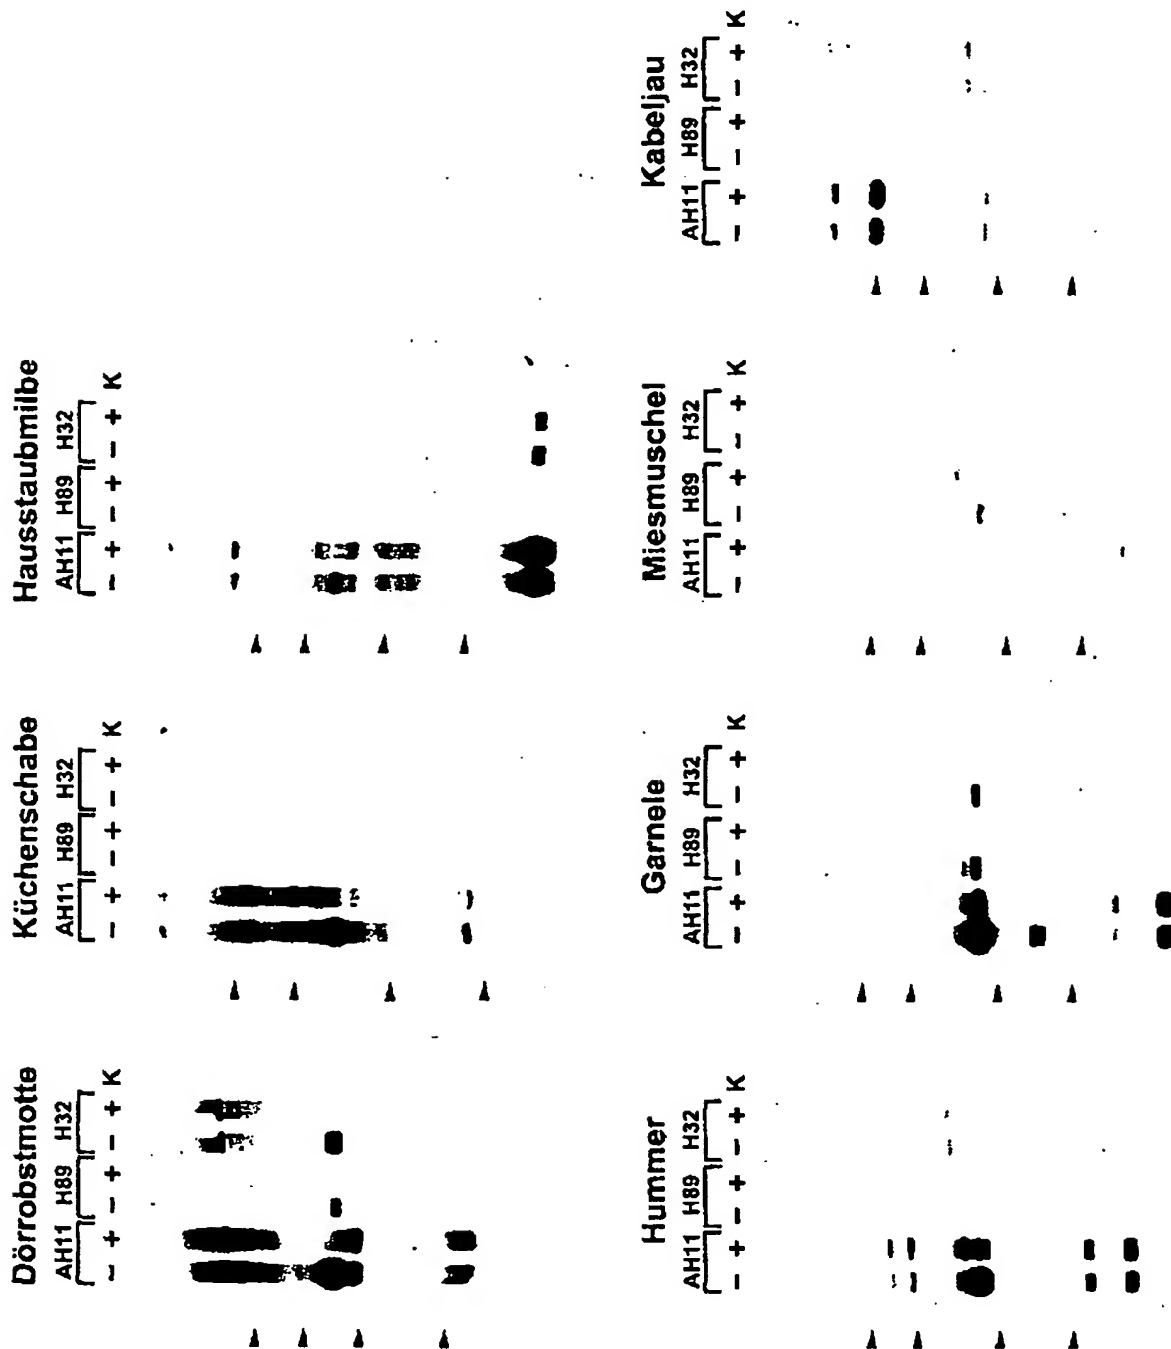 Dörrobstmotte Küchenschabe Hausstaubmilbe
AH11 H89 H32 AH11 H89 H32 AH11 H89 H32
− + − + − + K − + − + − + K − + − + − + K
Hummer Garnele Miesmuschel Kabeljau
AH11 H89 H32 AH11 H89 H32 AH11 H89 H32 AH11 H89 H32
− + − + − + K − + − + − + K − + − + − + K − + − + − + K